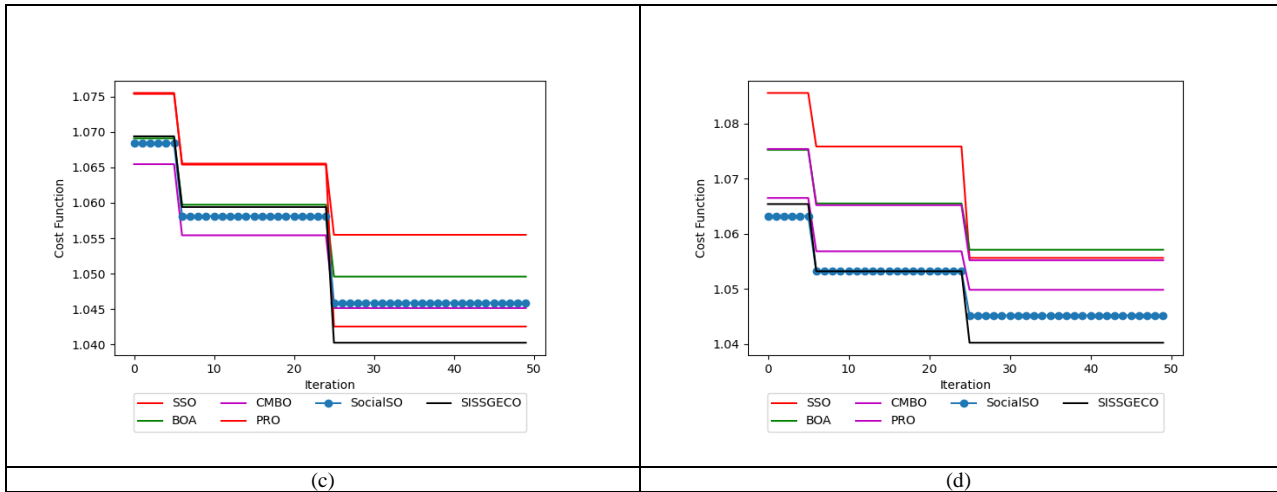 1.075
1.070
1.065
1.060
1.055
1.050
1.045
1.040
Cost Function
0 10 20 30 40 50
Iteration
SSO CMBO SocialSO SISSGECO
BOA PRO
(c)
1.08
1.07
1.06
1.05
1.04
Cost Function
0 10 20 30 40 50
Iteration
SSO CMBO SocialSO SISSGECO
BOA PRO
(d)